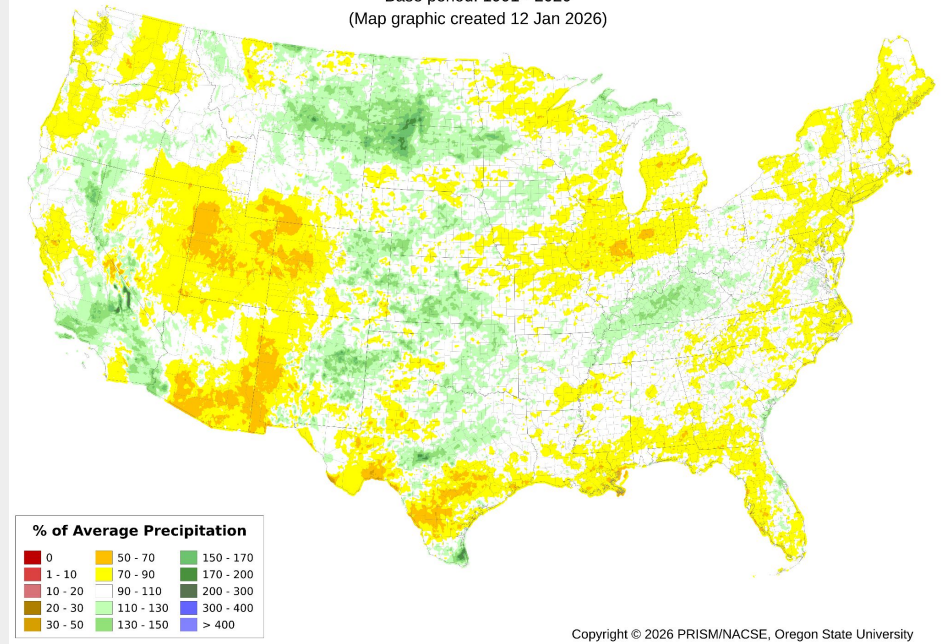 (Map graphic created 12 Jan 2026)
% of Average Precipitation
0
1 - 10
10 - 20
20 - 30
30 - 50
50 - 70
70 - 90
90 - 110
110 - 130
130 - 150
150 - 170
170 - 200
200 - 300
300 - 400
> 400
Copyright © 2026 PRISM/NACSE, Oregon State University